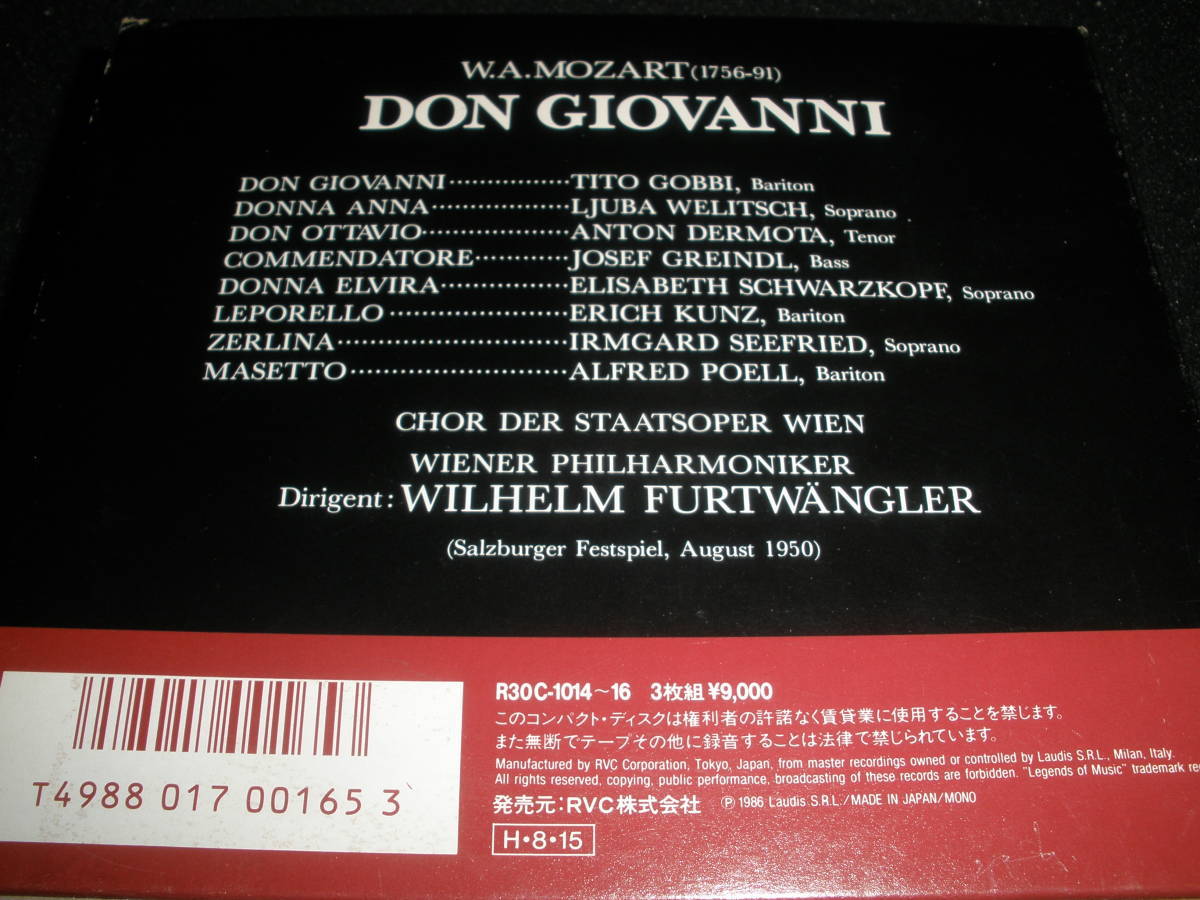 W.A.MOZART(1756-91)
DON GIOVANNI
DON GIOVANNI················TITO GOBBI, Bariton
DONNA ANNA··················LJUBA WELITSCH, Soprano
DON OTTAVIO···················ANTON DERMOTA, Tenor
COMMENDATORE············JOSEF GREINDL, Bass
DONNA ELVIRA·················ELISABETH SCHWARZKOPF, Soprano
LEPORELLO ························ERICH KUNZ, Bariton
ZERLINA·······························IRMGARD SEEFRIED, Soprano
MASETTO·····························ALFRED POELL, Bariton
CHOR DER STAATSOPER WIEN
WIENER PHILHARMONIKER
Dirigent: WILHELM FURTWÄNGLER
(Salzburger Festspiel, August 1950)
R30C-1014~16 3枚組 ¥9,000
このコンパクト・ディスクは権利者の許諾なく賃貸業に使用することを禁じます。
また無断でテープその他に録音することは法律で禁じられています。
Manufactured by RVC Corporation, Tokyo, Japan, from master recordings owned or controlled by Laudis S.R.L., Milan, Italy.
All rights reserved, copying, public performance, broadcasting of these records are forbidden. "Legends of Music" trademark
発売元:RVC株式会社 Ⓟ 1986 Laudis S.R.L./MADE IN JAPAN/MONO
H・8・15
T4988 017 00165 3